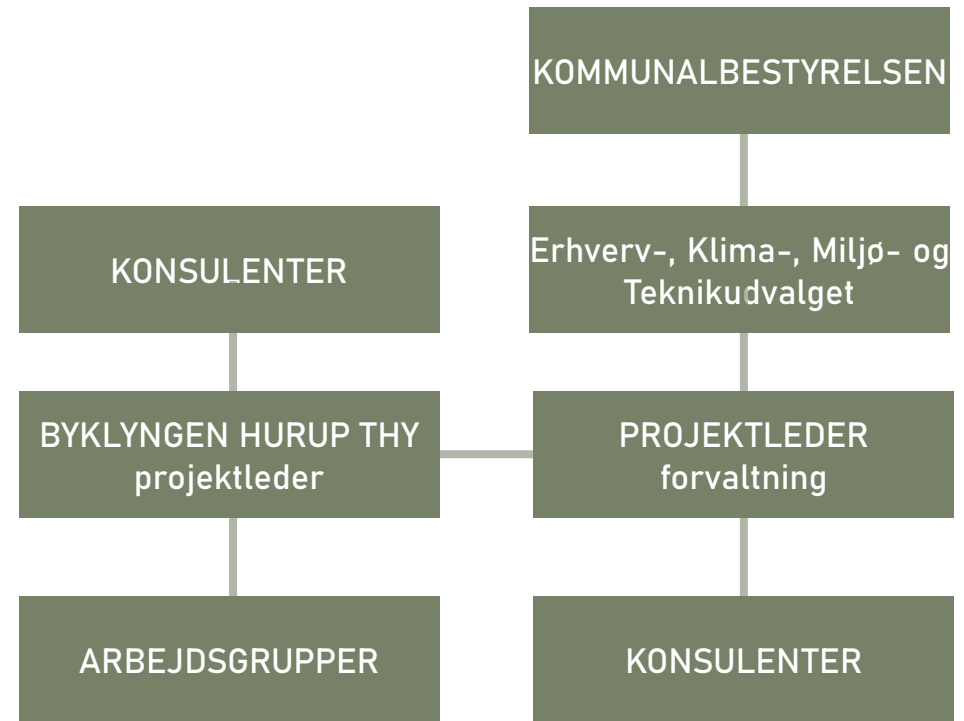 KOMMUNALBESTYRELSEN
KONSULENTER
Erhverv-, Klima-, Miljø- og
Teknikudvalget
BYKLYNGEN HURUP THY
projektleder
PROJEKTLEDER
forvaltning
ARBEJDSGRUPPER
KONSULENTER